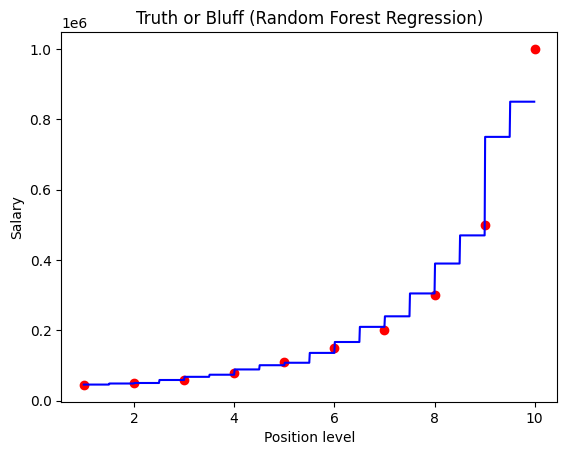 Truth or Bluff (Random Forest Regression)
1e6
1.0
0.8
0.6
0.4
0.2
0.0
Salary
2 4 6 8 10
Position level